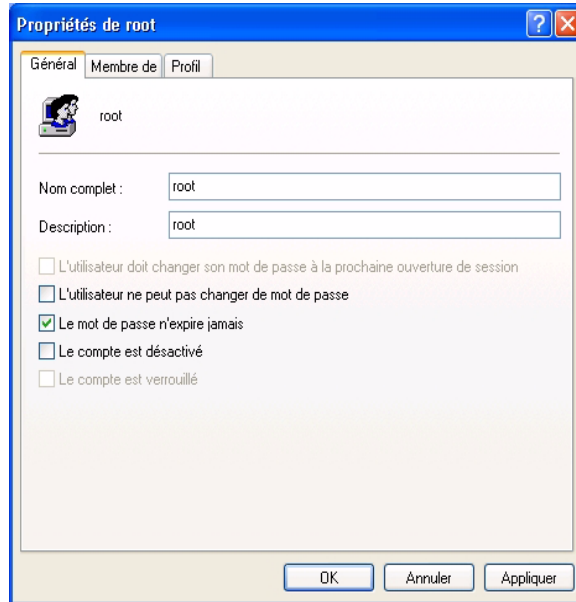 Propriétés de root
Général Membre de Profil
root
Nom complet : root
Description : root
L'utilisateur doit changer son mot de passe à la prochaine ouverture de session
L'utilisateur ne peut pas changer de mot de passe
Le mot de passe n'expire jamais
Le compte est désactivé
Le compte est verrouillé
OK Annuler Appliquer